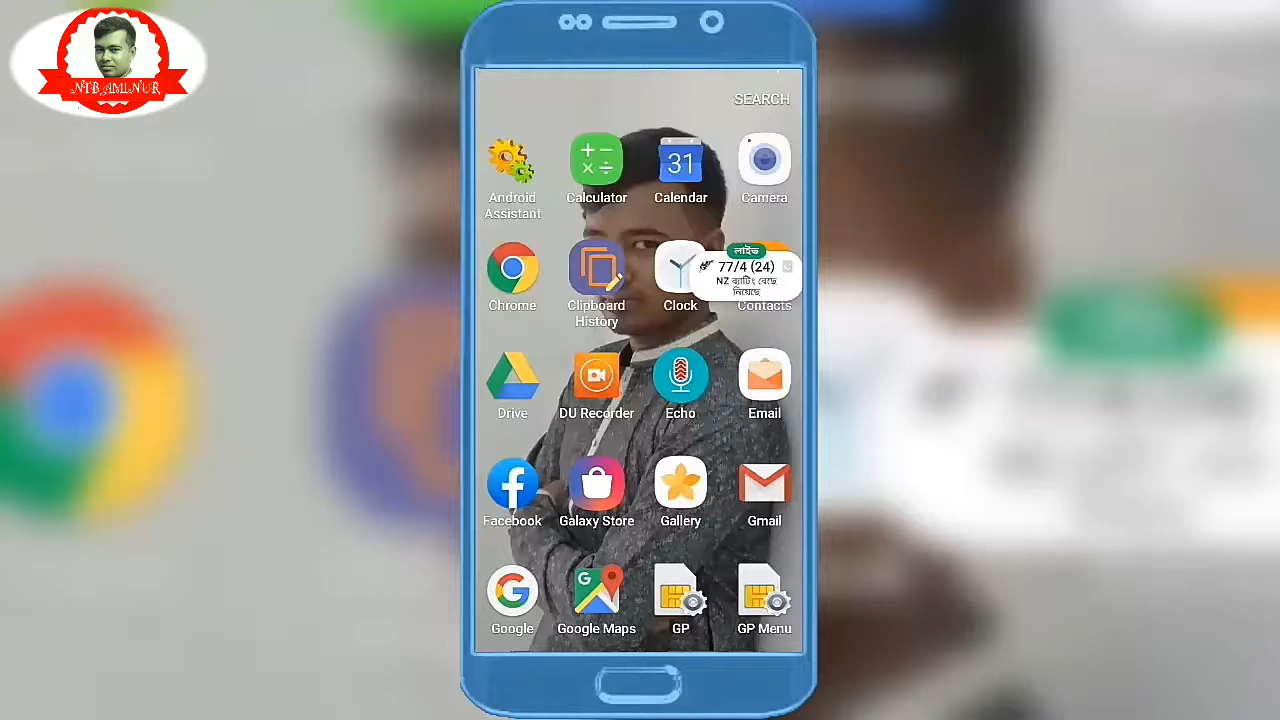 NTB AMINUR
SEARCH
Android Assistant
Calculator
31
Calendar
Camera
Chrome
Clipboard History
Clock
লাইভ
77/4 (24)
NZ ব্যাটিং বেছে
নিয়েছে
Contacts
Drive
DU Recorder
Echo
Email
Facebook
Galaxy Store
Gallery
Gmail
Google
G
Google Maps
GP
GP Menu